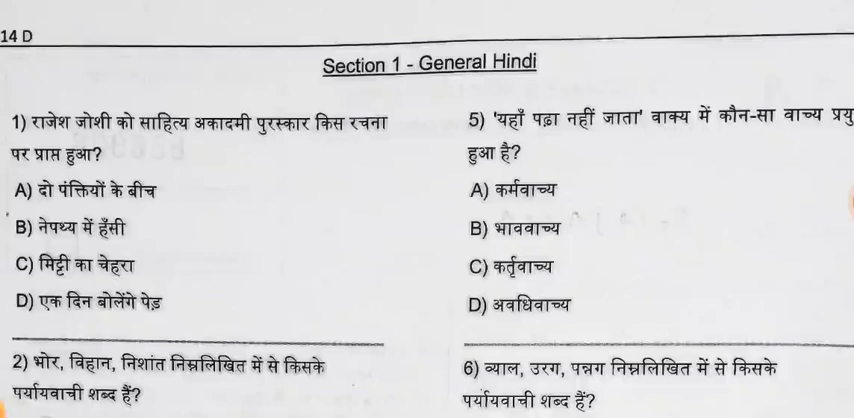 14 D
Section 1 - General Hindi
1) राजेश जोशी को साहित्य अकादमी पुरस्कार किस रचना
पर प्राप्त हुआ?
A) दो पंक्तियों के बीच
B) नेपथ्य में हँसी
C) मिट्टी का चेहरा
D) एक दिन बोलेंगे पेड़
2) भोर, विहान, निशांत निम्नलिखित में से किसके
पर्यायवाची शब्द हैं?
5) 'यहाँ पढ़ा नहीं जाता' वाक्य में कौन-सा वाच्य प्रयु
हुआ है?
A) कर्मवाच्य
B) भाववाच्य
C) कर्तृवाच्य
D) अवधिवाच्य
6) व्याल, उरग, पन्नग निम्नलिखित में से किसके
पर्यायवाची शब्द हैं?